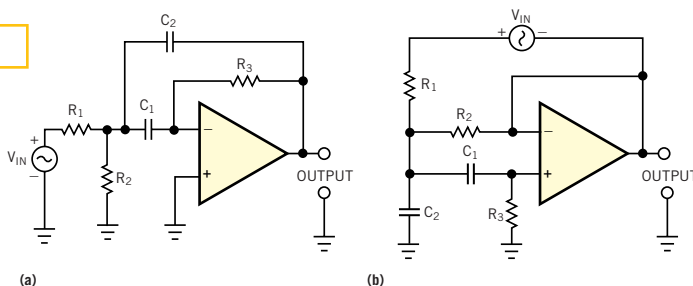 C2
R3
R1
C1
VIN
+
−
R2
−
+
OUTPUT
(a)
VIN
+
−
R1
R2
C1
C2
R3
−
+
OUTPUT
(b)